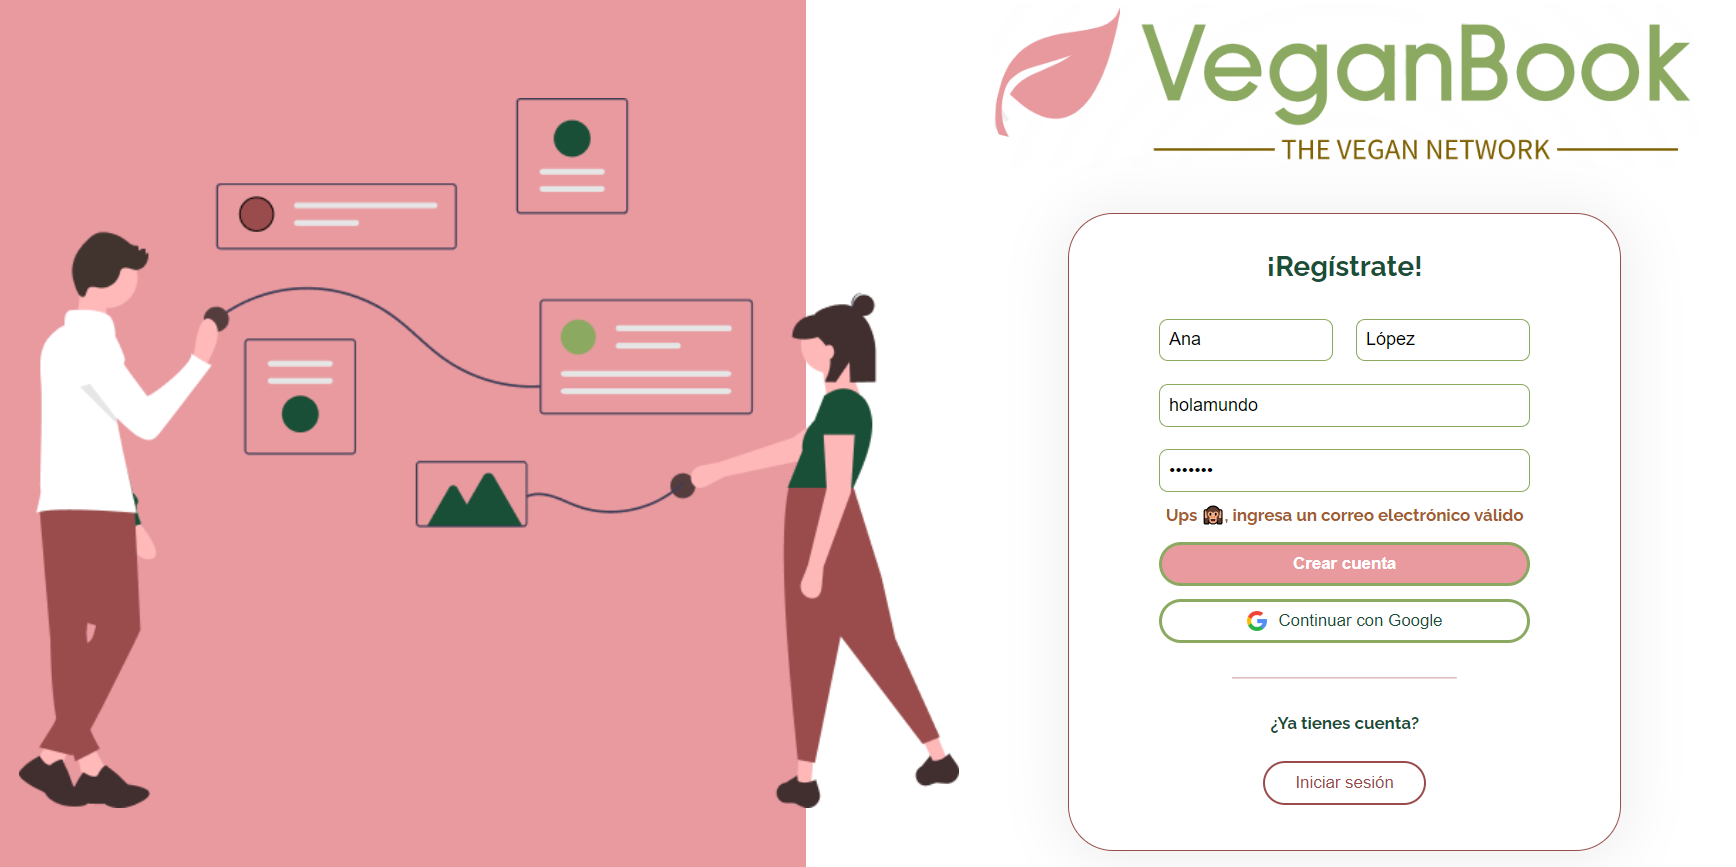 VeganBook
THE VEGAN NETWORK
¡Regístrate!
Ana
López
holamundo
•••••••
Ups 🙈, ingresa un correo electrónico válido
Crear cuenta
Continuar con Google
¿Ya tienes cuenta?
Iniciar sesión